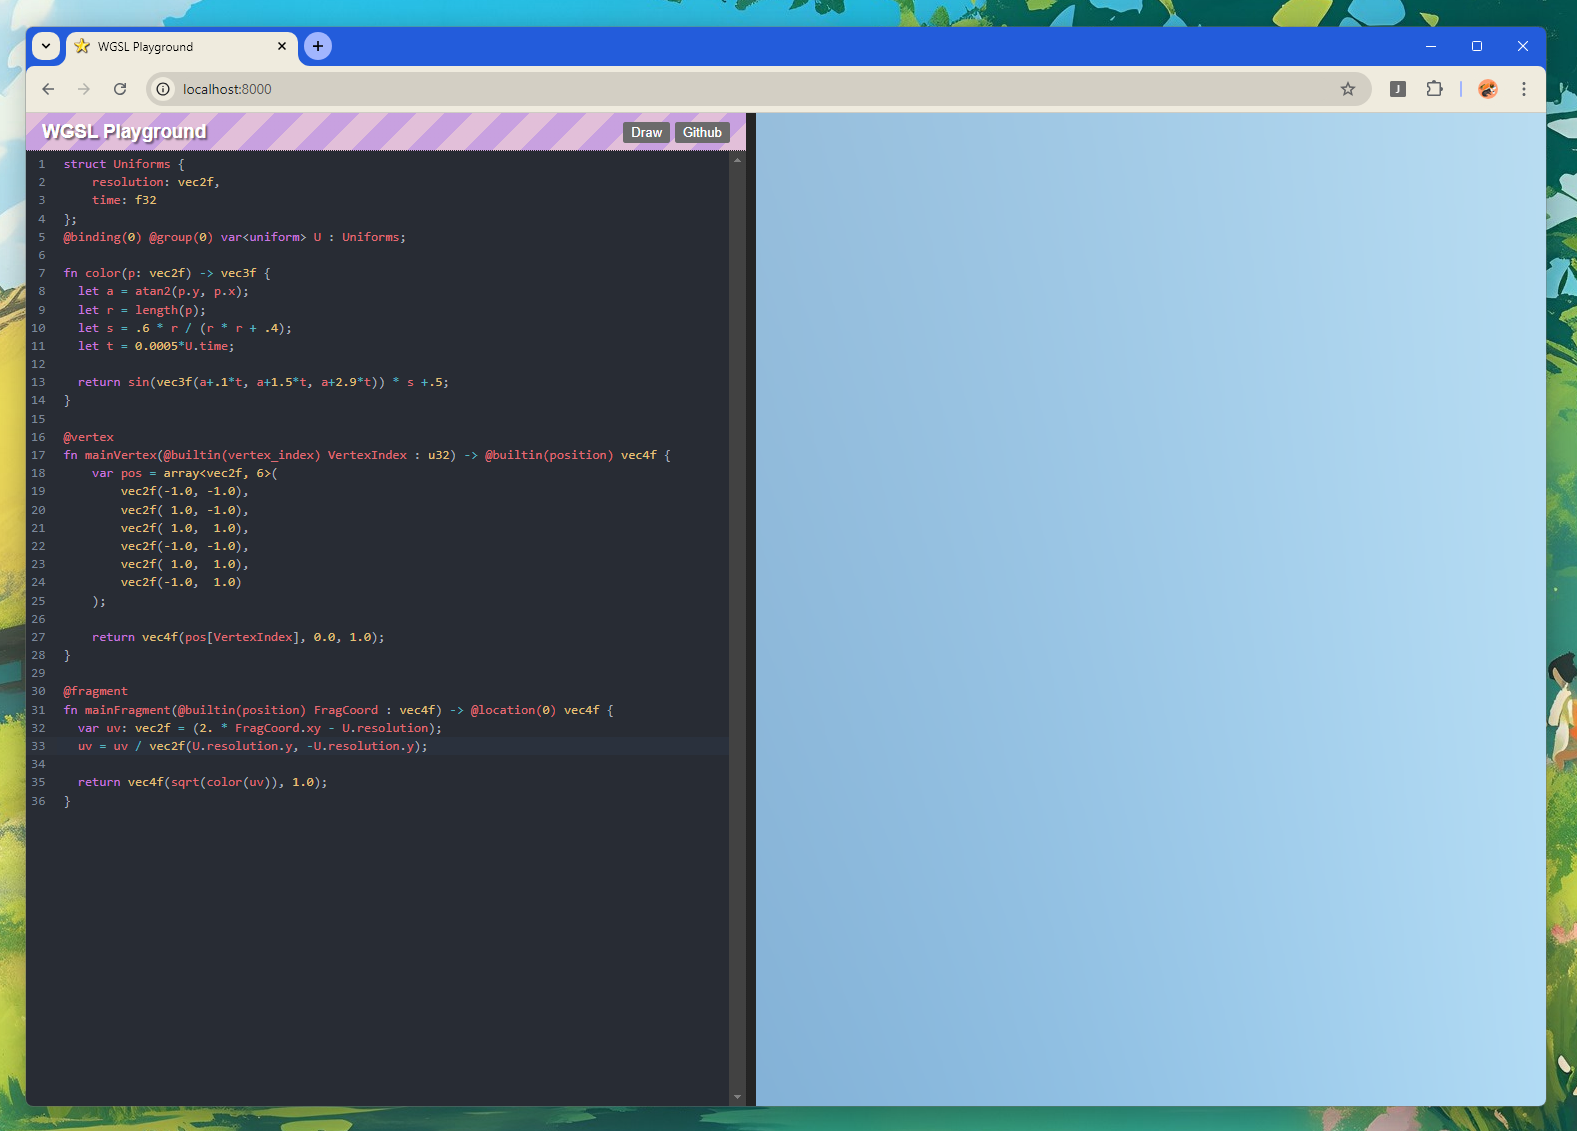 WGSL Playground
localhost:8000
J
WGSL Playground
Draw Github
1 struct Uniforms {
2     resolution: vec2f,
3     time: f32
4 };
5 @binding(0) @group(0) var<uniform> U : Uniforms;
6
7 fn color(p: vec2f) -> vec3f {
8   let a = atan2(p.y, p.x);
9   let r = length(p);
10   let s = .6 * r / (r * r + .4);
11   let t = 0.0005*U.time;
12
13   return sin(vec3f(a+.1*t, a+1.5*t, a+2.9*t)) * s +.5;
14 }
15
16 @vertex
17 fn mainVertex(@builtin(vertex_index) VertexIndex : u32) -> @builtin(position) vec4f {
18     var pos = array<vec2f, 6>(
19         vec2f(-1.0, -1.0),
20         vec2f( 1.0, -1.0),
21         vec2f( 1.0,  1.0),
22         vec2f(-1.0, -1.0),
23         vec2f( 1.0,  1.0),
24         vec2f(-1.0,  1.0)
25     );
26
27     return vec4f(pos[VertexIndex], 0.0, 1.0);
28 }
29
30 @fragment
31 fn mainFragment(@builtin(position) FragCoord : vec4f) -> @location(0) vec4f {
32   var uv: vec2f = (2. * FragCoord.xy - U.resolution);
33   uv = uv / vec2f(U.resolution.y, -U.resolution.y);
34
35   return vec4f(sqrt(color(uv)), 1.0);
36 }